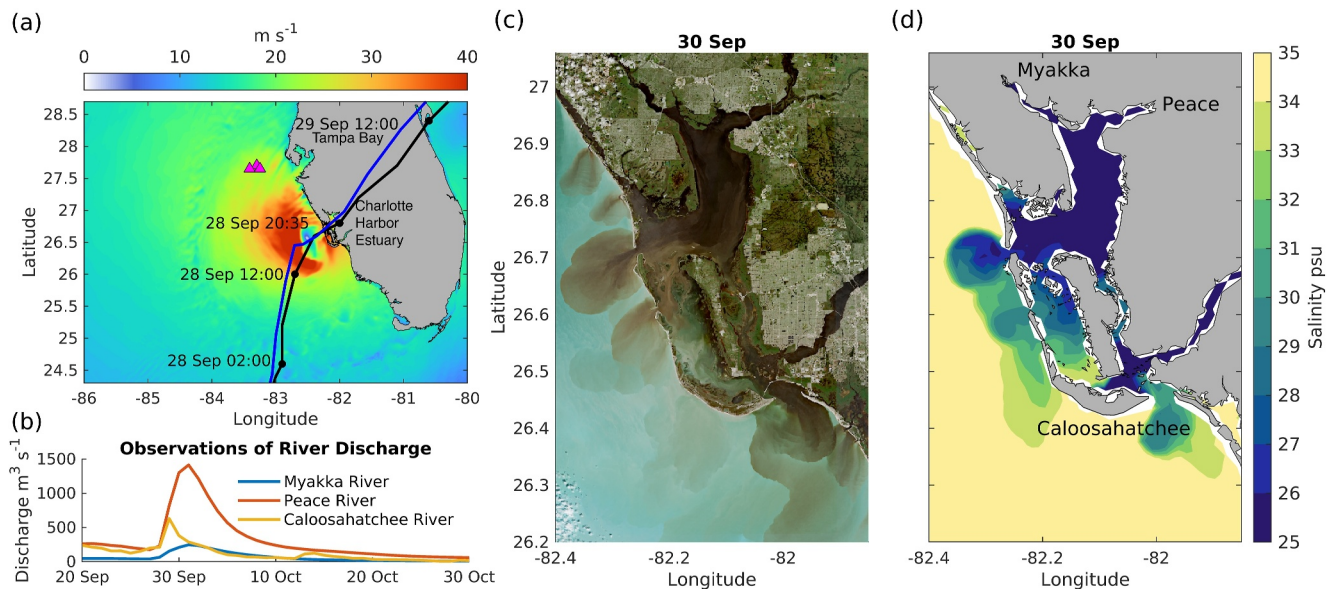 (a)
m s⁻¹
0 10 20 30 40
28.5
28
27.5
27
26.5
26
25.5
25
24.5
Latitude
29 Sep 12:00
Tampa Bay
28 Sep 20:35
Charlotte
Harbor
Estuary
28 Sep 12:00
28 Sep 02:00
-86 -85 -84 -83 -82 -81 -80
Longitude
(b)
Observations of River Discharge
Discharge m³ s⁻¹
1500
1000
500
0
Myakka River
Peace River
Caloosahatchee River
20 Sep 30 Sep 10 Oct 20 Oct 30 Oct
(c)
30 Sep
27
26.9
26.8
26.7
26.6
26.5
26.4
26.3
26.2
Latitude
-82.4 -82.2 -82
Longitude
(d)
30 Sep
Myakka
Peace
Caloosahatchee
-82.4 -82.2 -82
Longitude
35
34
33
32
31
30
29
28
27
26
25
Salinity psu